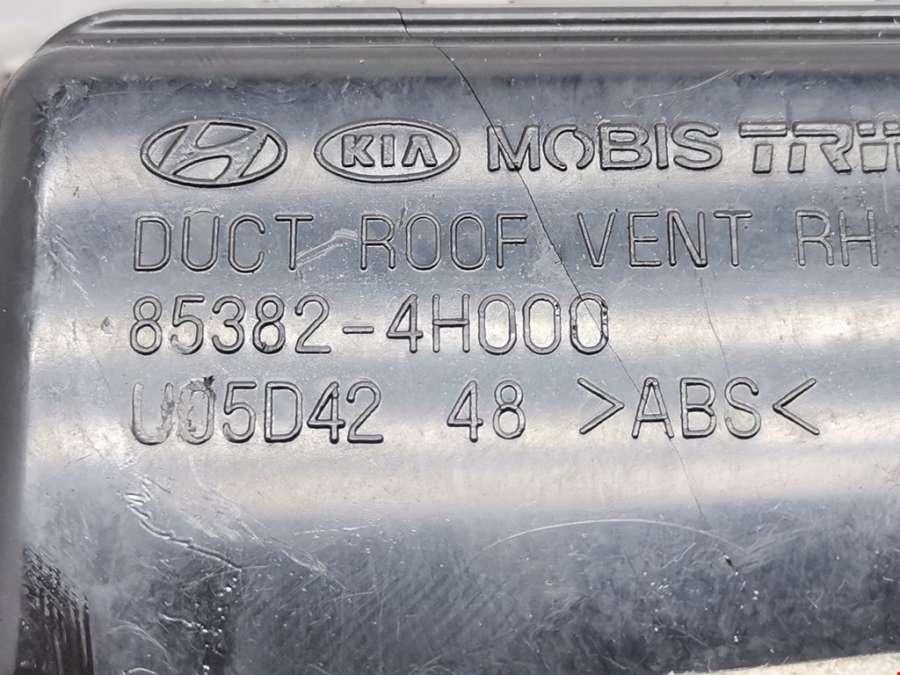 KIA MOBIS
DUCT ROOF VENT RH
85382-4H000
U05D42 48 >ABS<